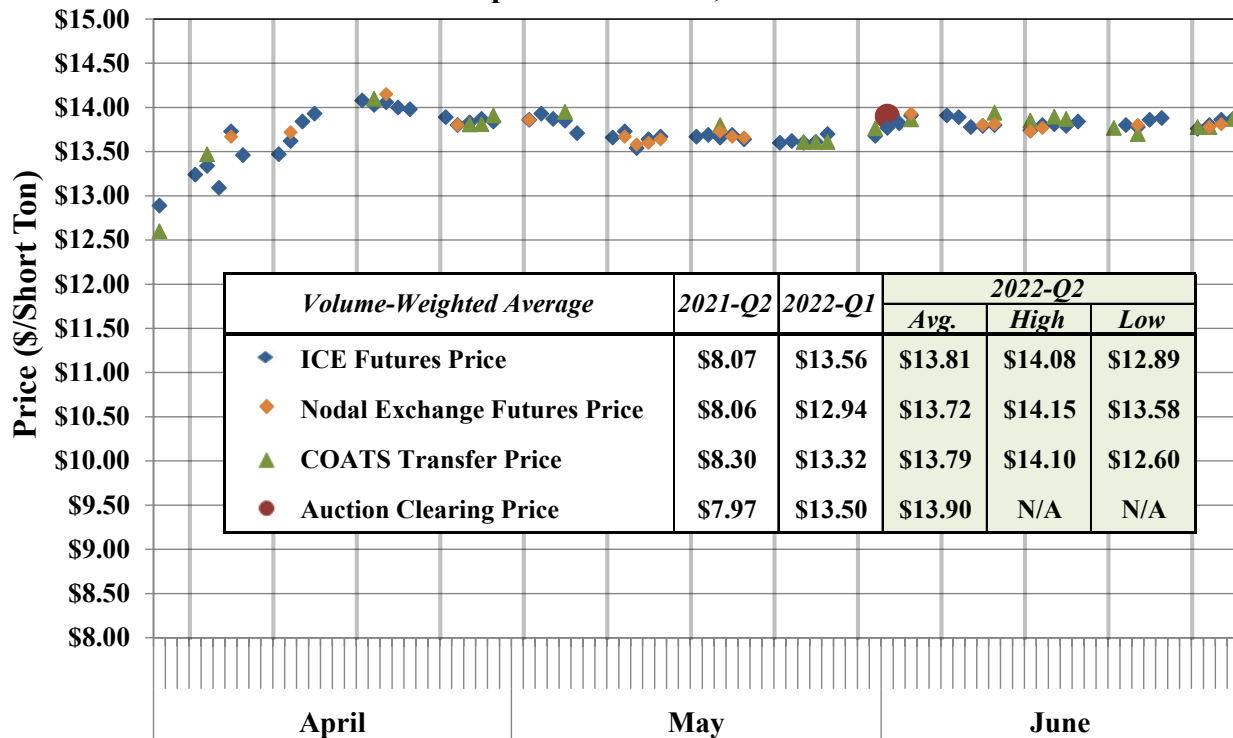 $15.00
$14.50
$14.00
$13.50
$13.00
$12.50
$12.00
$11.50
$11.00
$10.50
$10.00
$9.50
$9.00
$8.50
$8.00
Price ($/Short Ton)
Volume-Weighted Average 2021-Q2 2022-Q1 2022-Q2
Avg. High Low
ICE Futures Price $8.07 $13.56 $13.81 $14.08 $12.89
Nodal Exchange Futures Price $8.06 $12.94 $13.72 $14.15 $13.58
COATS Transfer Price $8.30 $13.32 $13.79 $14.10 $12.60
Auction Clearing Price $7.97 $13.50 $13.90 N/A N/A
April May June